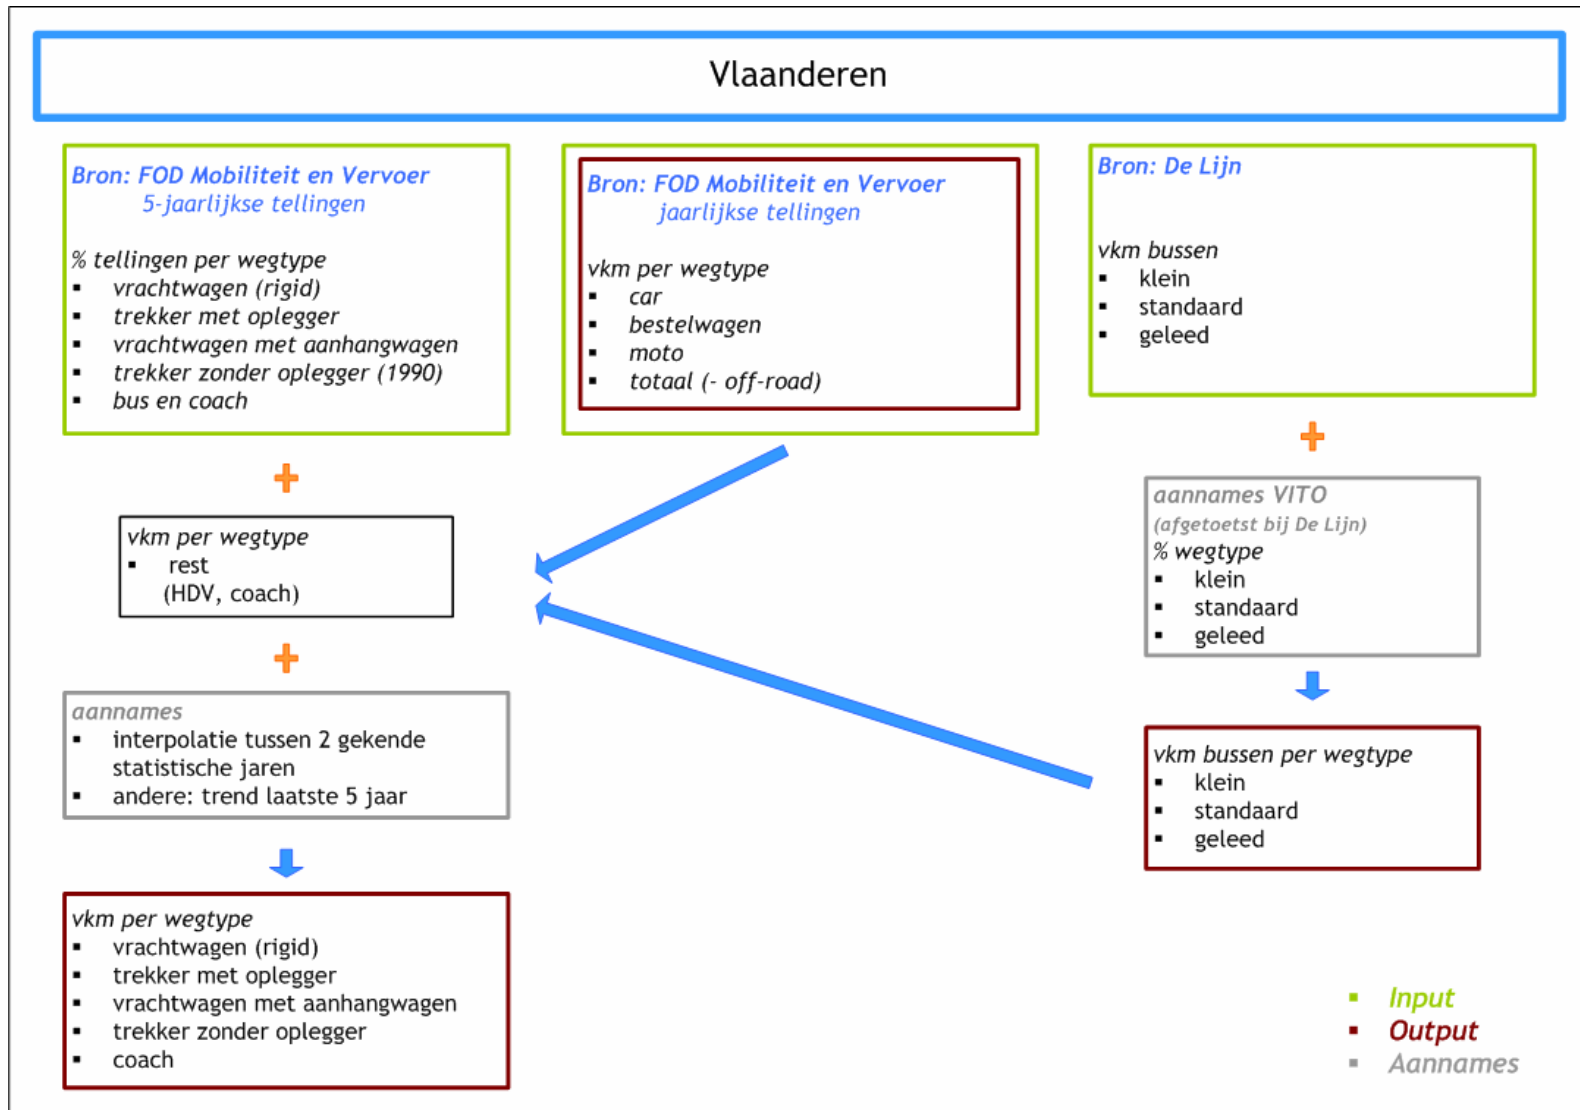 Vlaanderen
Bron: FOD Mobiliteit en Vervoer
5-jaarlijkse tellingen
% tellingen per wegtype
▪ vrachtwagen (rigid)
▪ trekker met oplegger
▪ vrachtwagen met aanhangwagen
▪ trekker zonder oplegger (1990)
▪ bus en coach
+
vkm per wegtype
▪ rest
(HDV, coach)
+
aannames
▪ interpolatie tussen 2 gekende
statistische jaren
▪ andere: trend laatste 5 jaar
vkm per wegtype
▪ vrachtwagen (rigid)
▪ trekker met oplegger
▪ vrachtwagen met aanhangwagen
▪ trekker zonder oplegger
▪ coach
Bron: FOD Mobiliteit en Vervoer
jaarlijkse tellingen
vkm per wegtype
▪ car
▪ bestelwagen
▪ moto
▪ totaal (- off-road)
Bron: De Lijn
vkm bussen
▪ klein
▪ standaard
▪ geleed
+
aannames VITO
(afgetoetst bij De Lijn)
% wegtype
▪ klein
▪ standaard
▪ geleed
vkm bussen per wegtype
▪ klein
▪ standaard
▪ geleed
▪ Input
▪ Output
▪ Aannames